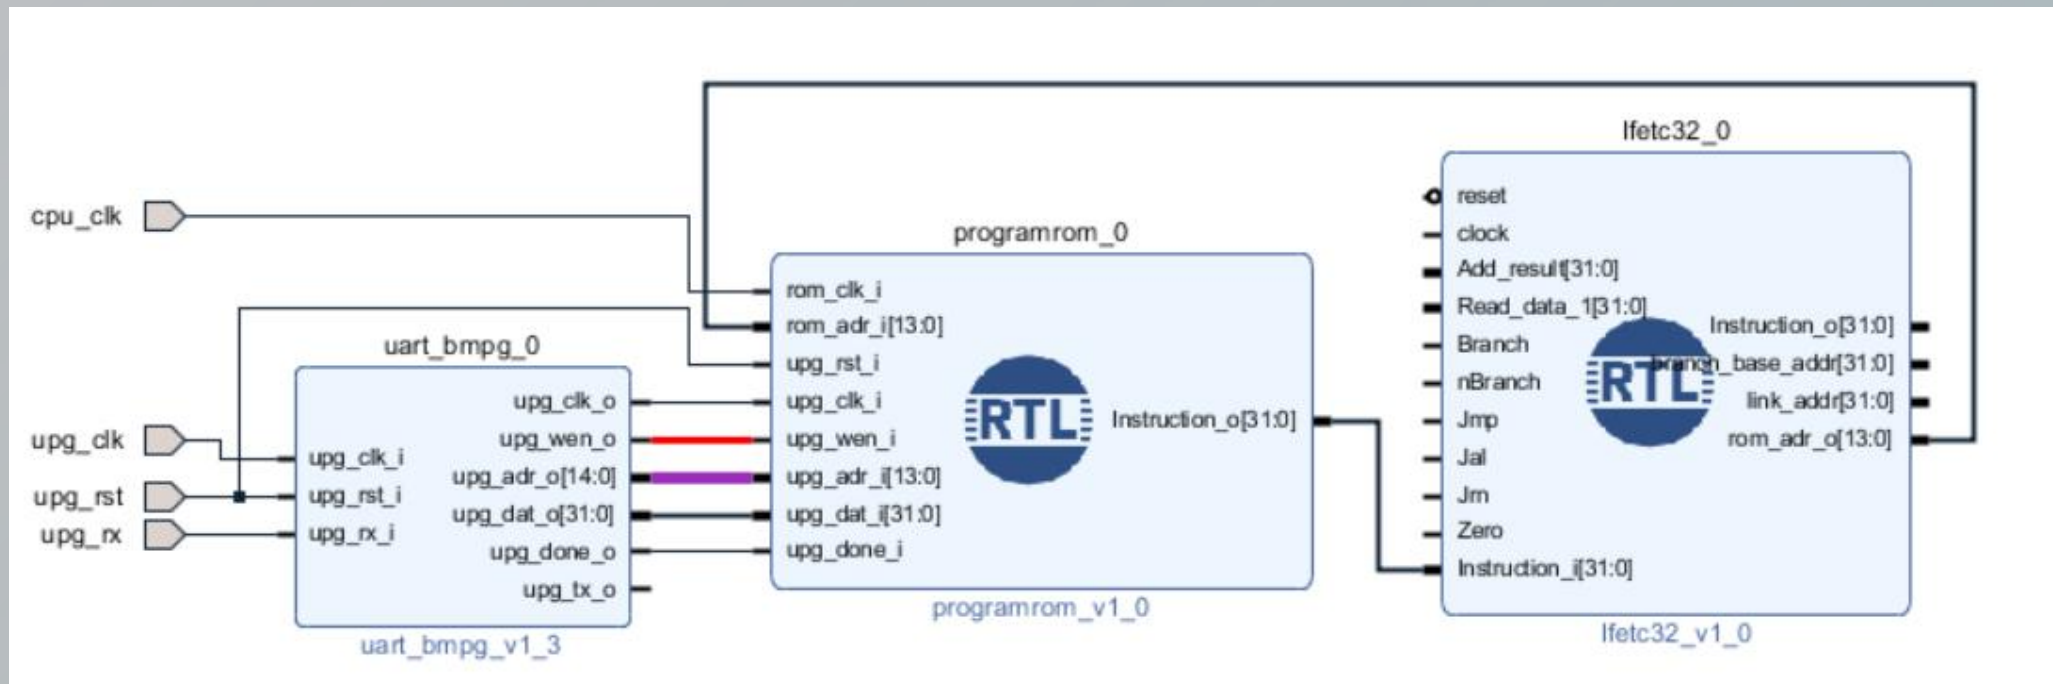 cpu_clk
upg_clk
upg_rst
upg_rx
uart_bmpg_0
upg_clk_i
upg_rst_i
upg_rx_i
upg_clk_o
upg_wen_o
upg_adr_o[14:0]
upg_dat_o[31:0]
upg_done_o
upg_tx_o
uart_bmpg_v1_3
programrom_0
rom_clk_i
rom_adr_i[13:0]
upg_rst_i
upg_clk_i
upg_wen_i
upg_adr_i[13:0]
upg_dat_i[31:0]
upg_done_i
RTL
Instruction_o[31:0]
programrom_v1_0
Ifetc32_0
reset
clock
Add_result[31:0]
Read_data_1[31:0]
Branch
nBranch
Jmp
Jal
Jrn
Zero
Instruction_i[31:0]
RTL
Instruction_o[31:0]
branch_base_addr[31:0]
link_addr[31:0]
rom_adr_o[13:0]
Ifetc32_v1_0